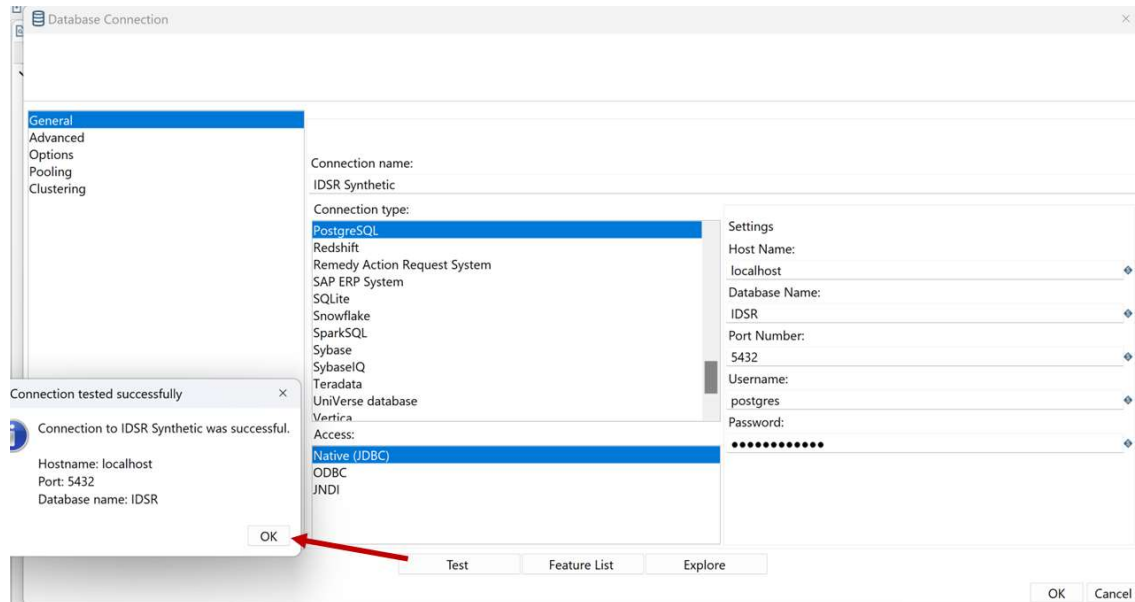 Database Connection
General
Advanced
Options
Pooling
Clustering
Connection name:
IDSR Synthetic
Connection type:
PostgreSQL
Redshift
Remedy Action Request System
SAP ERP System
SQLite
Snowflake
SparkSQL
Sybase
SybaseIQ
Teradata
UniVerse database
Vertica
Access:
Native (JDBC)
ODBC
JNDI
Settings
Host Name:
localhost
Database Name:
IDSR
Port Number:
5432
Username:
postgres
Password:
●●●●●●●●●●●●
Connection tested successfully
Connection to IDSR Synthetic was successful.
Hostname: localhost
Port: 5432
Database name: IDSR
OK
Test Feature List Explore
OK Cancel